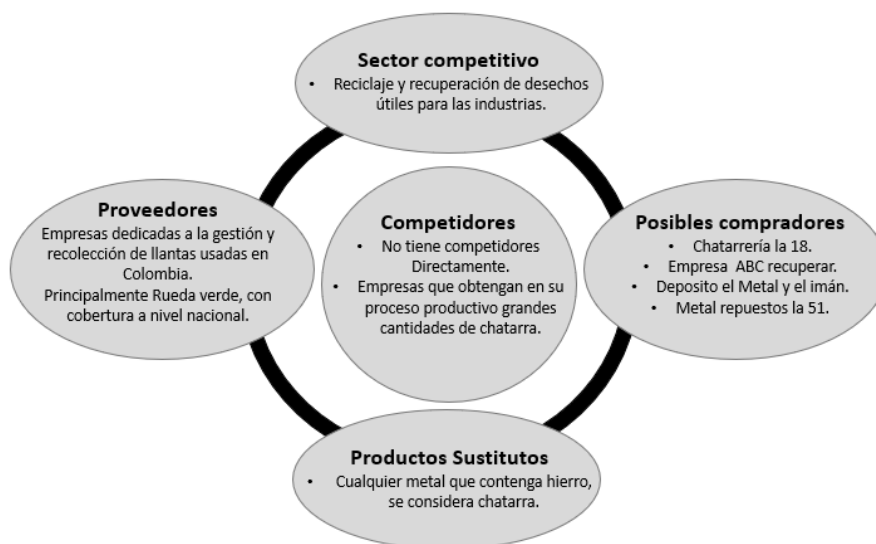 Sector competitivo
• Reciclaje y recuperación de desechos
útiles para las industrias.
Proveedores
Empresas dedicadas a la gestión y
recolección de llantas usadas en
Colombia.
Principalmente Rueda verde, con
cobertura a nivel nacional.
Competidores
• No tiene competidores
Directamente.
• Empresas que obtengan en su
proceso productivo grandes
cantidades de chatarra.
Posibles compradores
• Chatarrería la 18.
• Empresa ABC recuperar.
• Deposito el Metal y el imán.
• Metal repuestos la 51.
Productos Sustitutos
• Cualquier metal que contenga hierro,
se considera chatarra.